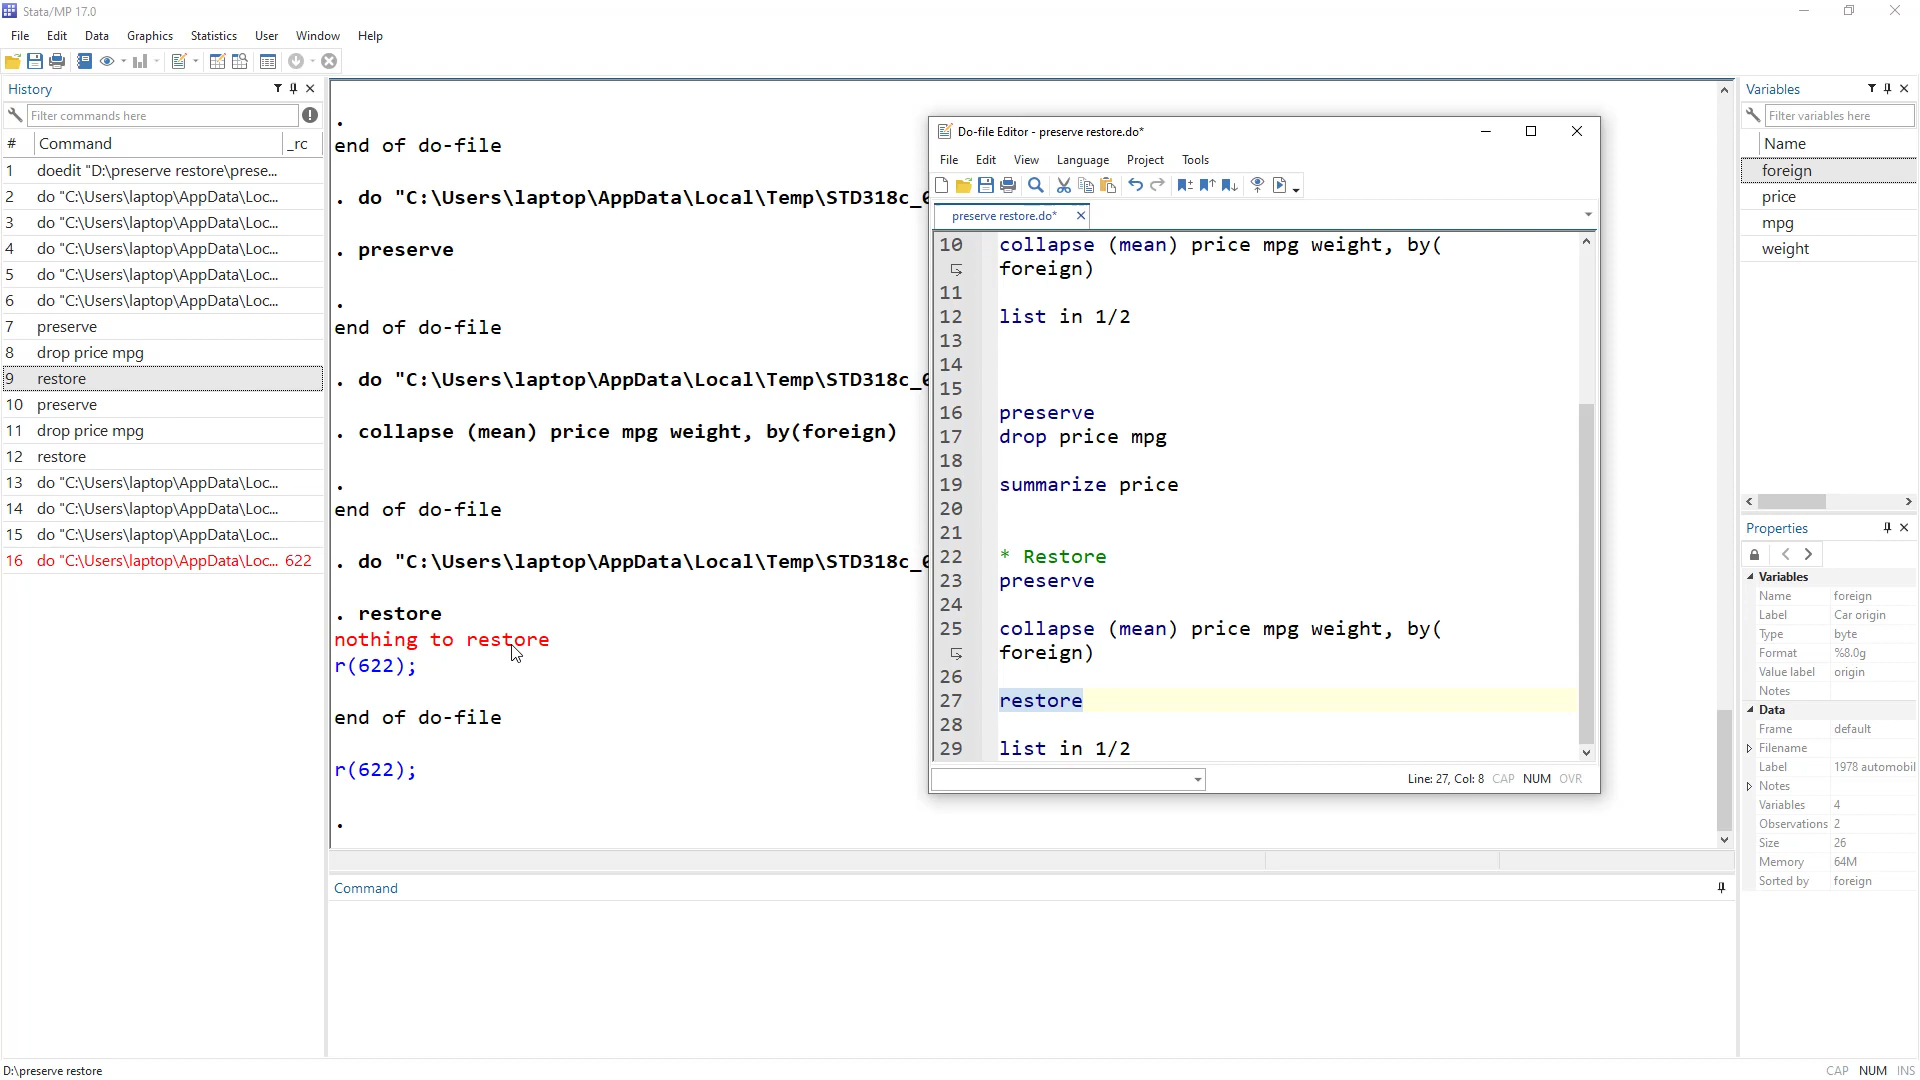 Stata/MP 17.0
File Edit Data Graphics Statistics User Window Help
History
Filter commands here
# Command _rc
1 doedit "D:\preserve restore\prese...
2 do "C:\Users\laptop\AppData\Loc...
3 do "C:\Users\laptop\AppData\Loc...
4 do "C:\Users\laptop\AppData\Loc...
5 do "C:\Users\laptop\AppData\Loc...
6 do "C:\Users\laptop\AppData\Loc...
7 preserve
8 drop price mpg
9 restore
10 preserve
11 drop price mpg
12 restore
13 do "C:\Users\laptop\AppData\Loc...
14 do "C:\Users\laptop\AppData\Loc...
15 do "C:\Users\laptop\AppData\Loc...
16 do "C:\Users\laptop\AppData\Loc... 622
.
end of do-file
. do "C:\Users\laptop\AppData\Local\Temp\STD318c_
. preserve
.
end of do-file
. do "C:\Users\laptop\AppData\Local\Temp\STD318c_
. collapse (mean) price mpg weight, by(foreign)
.
end of do-file
. do "C:\Users\laptop\AppData\Local\Temp\STD318c_
. restore
nothing to restore
r(622);
end of do-file
r(622);
.
Command
Do-file Editor - preserve restore.do*
File Edit View Language Project Tools
preserve restore.do*
10 collapse (mean) price mpg weight, by(
foreign)
11
12 list in 1/2
13
14
15
16 preserve
17 drop price mpg
18
19 summarize price
20
21
22 * Restore
23 preserve
24
25 collapse (mean) price mpg weight, by(
foreign)
26
27 restore
28
29 list in 1/2
Line: 27, Col: 8 CAP NUM OVR
Variables
Filter variables here
Name
foreign
price
mpg
weight
Properties
Variables
Name foreign
Label Car origin
Type byte
Format %8.0g
Value label origin
Notes
Data
Frame default
Filename
Label 1978 automobil
Notes
Variables 4
Observations 2
Size 26
Memory 64M
Sorted by foreign
D:\preserve restore
CAP NUM INS